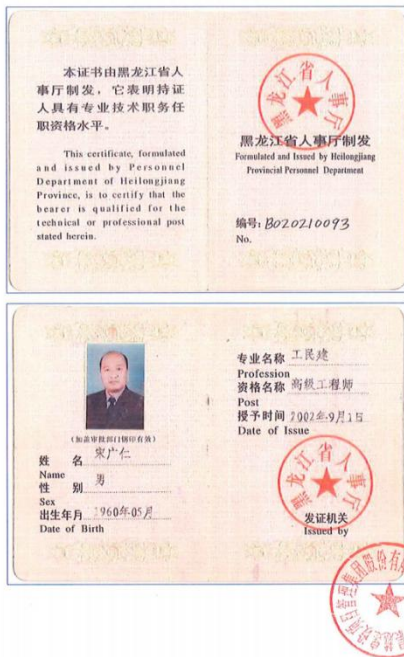 本证书由黑龙江省人
事厅制发，它表明持证
人具有专业技术职务任
职资格水平。
This certificate, formulated
and issued by Personnel
Department of Heilongjiang
Province, is to certify that the
bearer is qualified for the
technical or professional post
stated herein.
黑龙江省人事厅
黑龙江省人事厅制发
Formulated and Issued by Heilongjiang
Provincial Personnel Department
编号: B020210093
No.
(加盖审批部门钢印有效)
姓 名 宋广仁
Name
性 别 男
Sex
出生年月 1960年05月
Date of Birth
专业名称 工民建
Profession
资格名称 高级工程师
Post
授予时间 2002年9月1日
Date of Issue
黑龙江省人事厅
发证机关
Issued by
集团股份有